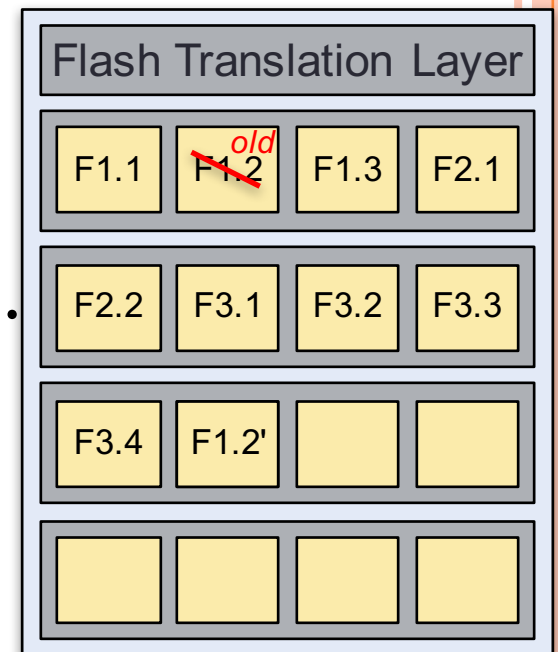 Flash Translation Layer
old
F1.1 F1.2 F1.3 F2.1
F2.2 F3.1 F3.2 F3.3
F3.4 F1.2'